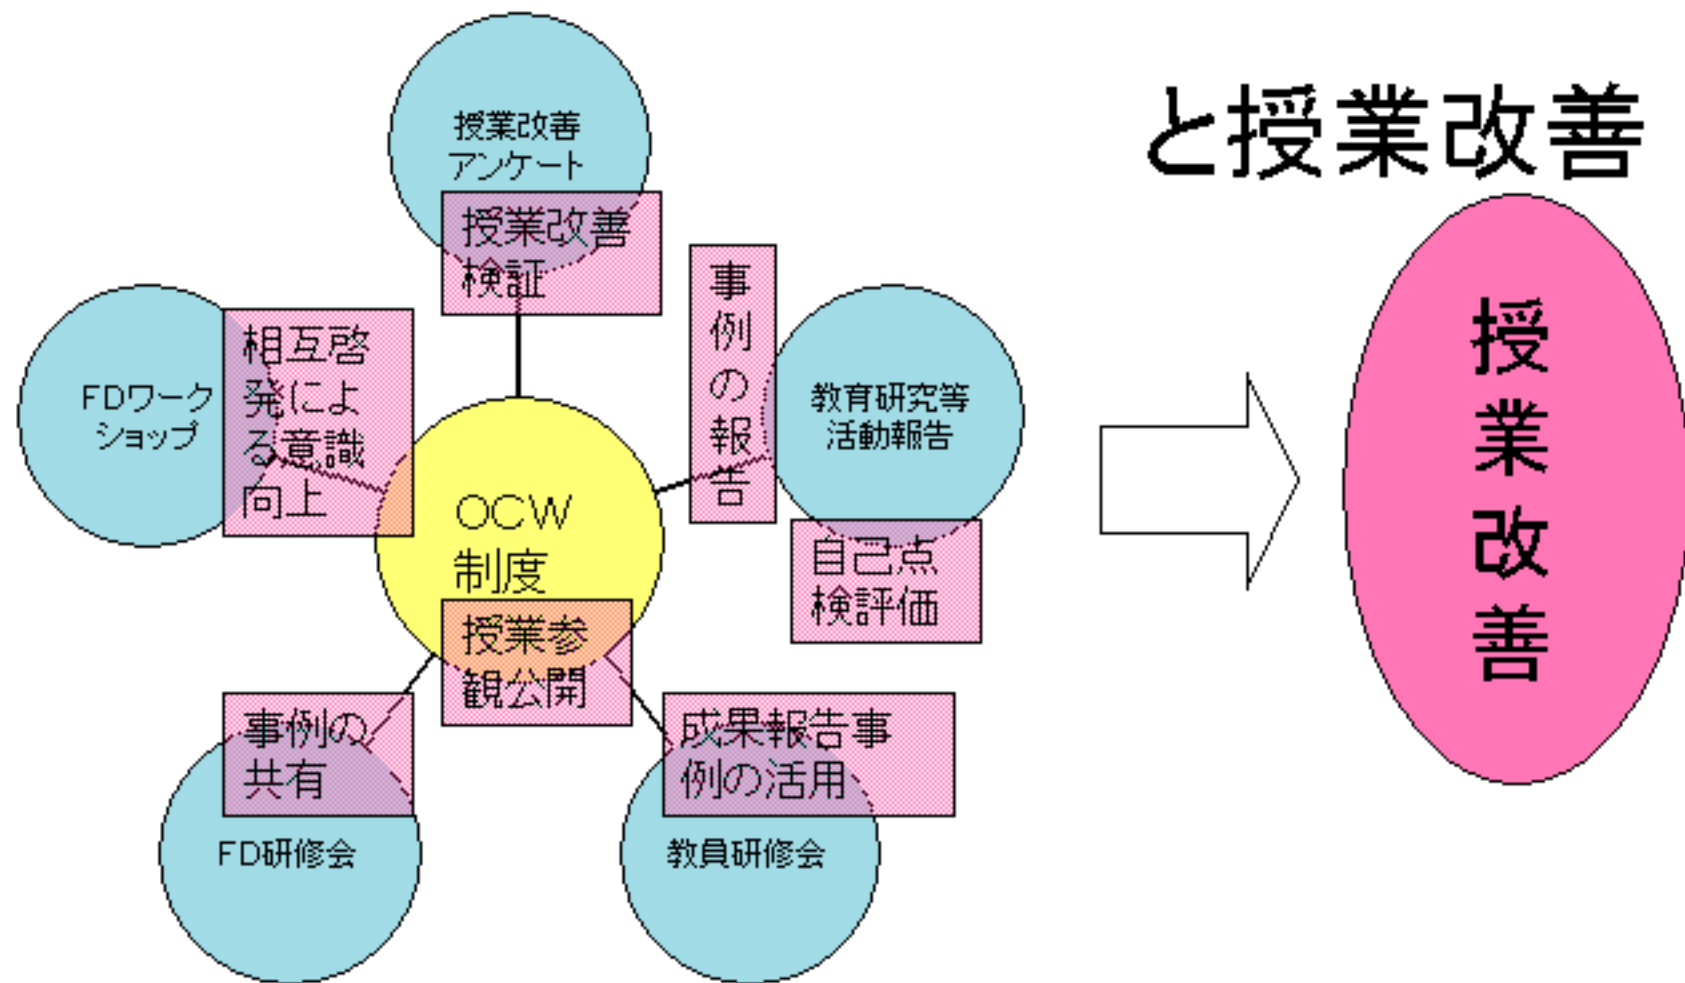 と授業改善
授業改善
アンケート
授業改善
検証
事例の報告
教育研究等
活動報告
自己点
検評価
FDワーク
ショップ
相互啓
発によ
る意識
向上
OCW
制度
授業参
観公開
事例の
共有
FD研修会
成果報告事
例の活用
教員研修会
授業改善